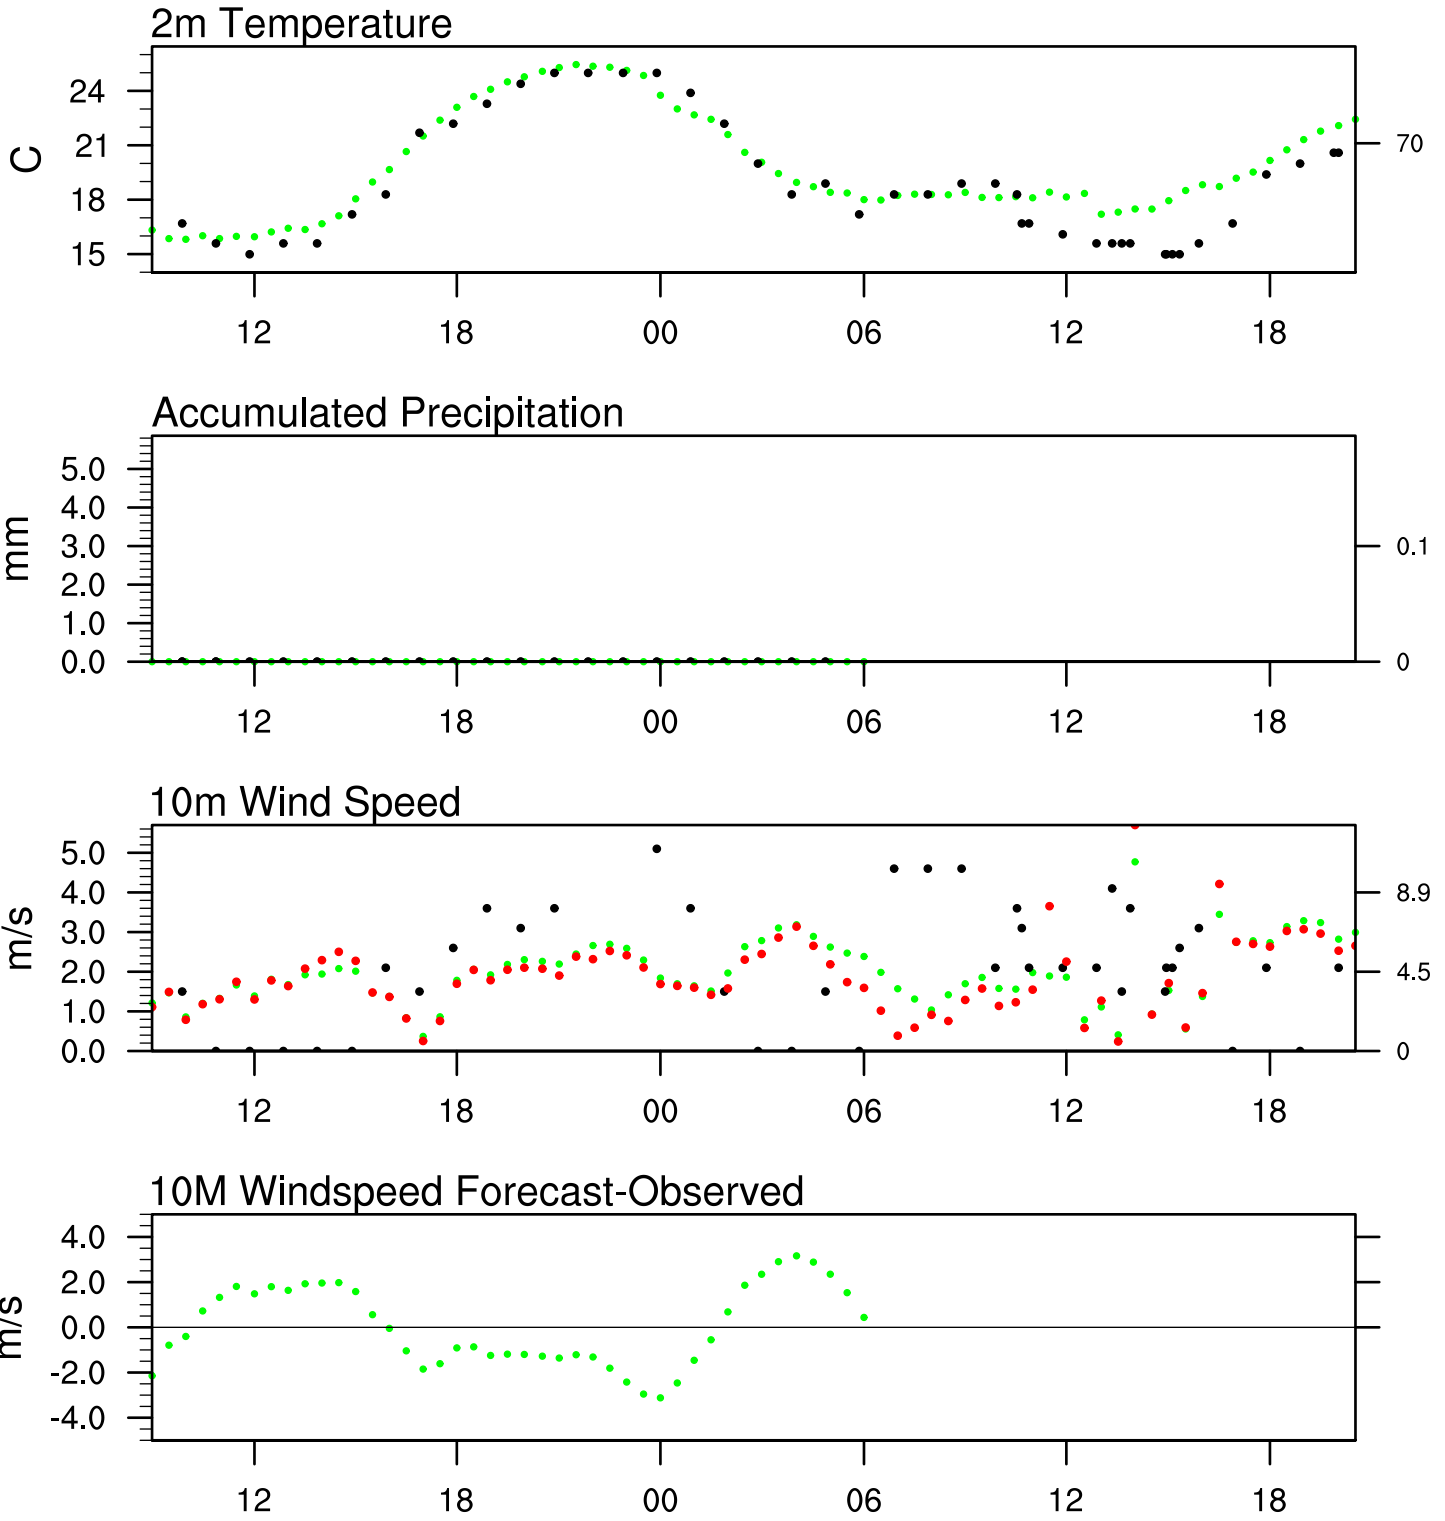 2m Temperature
C
24
21
18
15
70
12 18 00 06 12 18
Accumulated Precipitation
mm
5.0
4.0
3.0
2.0
1.0
0.0
0.1
0
12 18 00 06 12 18
10m Wind Speed
m/s
5.0
4.0
3.0
2.0
1.0
0.0
8.9
4.5
0
12 18 00 06 12 18
10M Windspeed Forecast-Observed
m/s
4.0
2.0
0.0
-2.0
-4.0
12 18 00 06 12 18